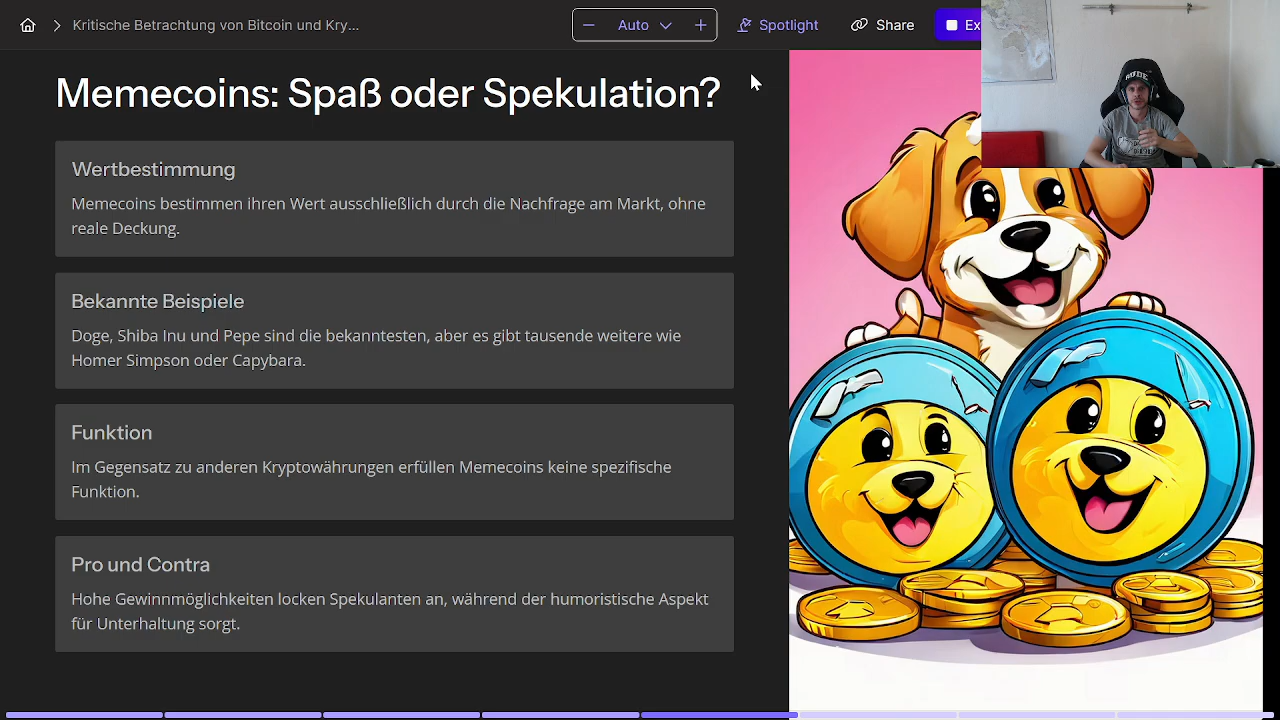 Kritische Betrachtung von Bitcoin und Kry...
Auto
Spotlight
Share
Ex
Memecoins: Spaß oder Spekulation?
Wertbestimmung
Memecoins bestimmen ihren Wert ausschließlich durch die Nachfrage am Markt, ohne
reale Deckung.
Bekannte Beispiele
Doge, Shiba Inu und Pepe sind die bekanntesten, aber es gibt tausende weitere wie
Homer Simpson oder Capybara.
Funktion
Im Gegensatz zu anderen Kryptowährungen erfüllen Memecoins keine spezifische
Funktion.
Pro und Contra
Hohe Gewinnmöglichkeiten locken Spekulanten an, während der humoristische Aspekt
für Unterhaltung sorgt.